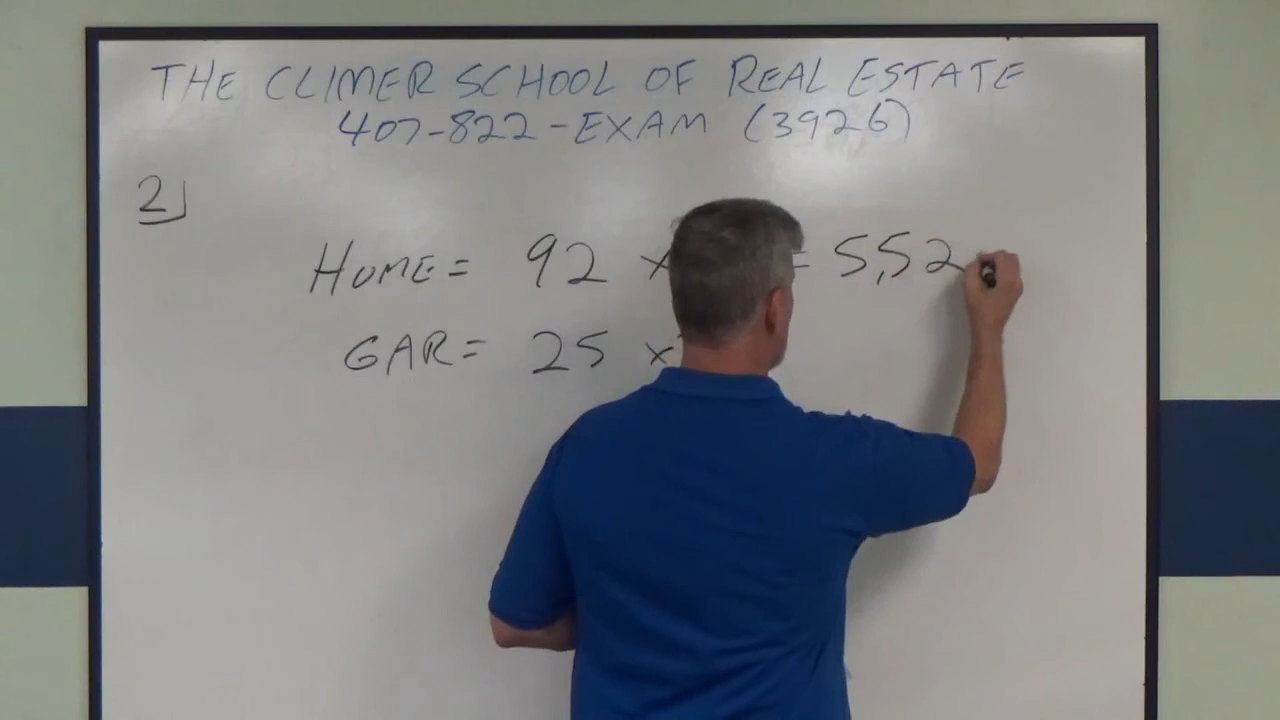 THE CLIMER SCHOOL OF REAL ESTATE
407-822-EXAM (3926)
2
HOME = 92 x = 5,52
GAR = 25 x